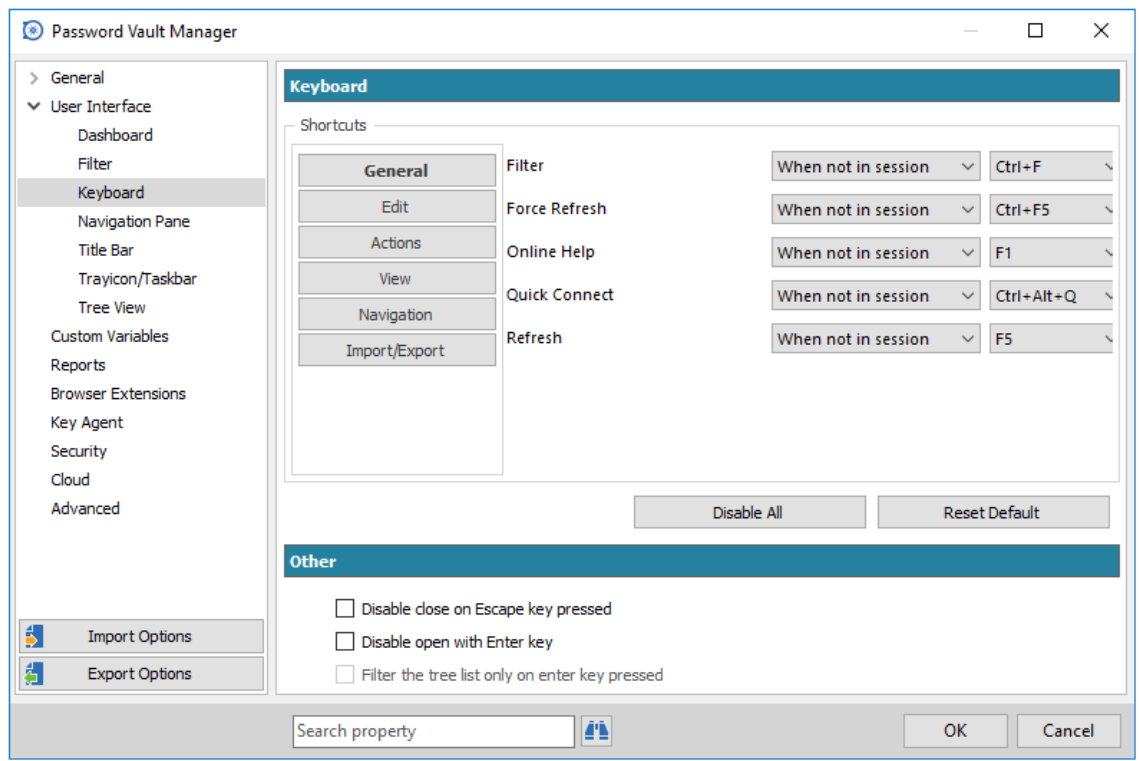 Password Vault Manager
General
User Interface
Dashboard
Filter
Keyboard
Navigation Pane
Title Bar
Trayicon/Taskbar
Tree View
Custom Variables
Reports
Browser Extensions
Key Agent
Security
Cloud
Advanced
Import Options
Export Options
Keyboard
Shortcuts
General
Edit
Actions
View
Navigation
Import/Export
Filter When not in session Ctrl+F
Force Refresh When not in session Ctrl+F5
Online Help When not in session F1
Quick Connect When not in session Ctrl+Alt+Q
Refresh When not in session F5
Disable All Reset Default
Other
Disable close on Escape key pressed
Disable open with Enter key
Filter the tree list only on enter key pressed
Search property OK Cancel